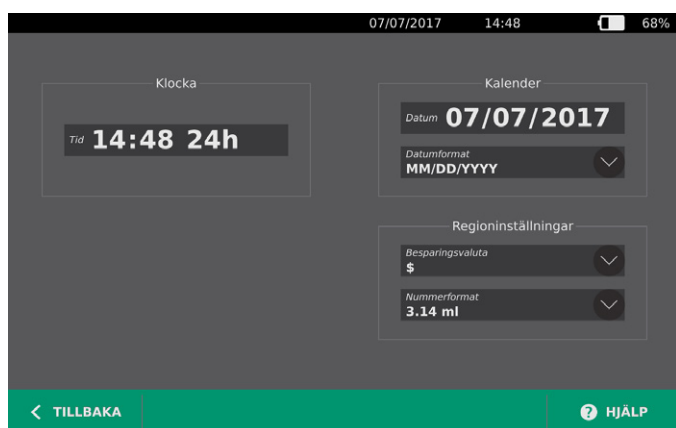 07/07/2017 14:48 68%
Klocka
Tid 14:48 24h
Kalender
Datum 07/07/2017
Datumformat
MM/DD/YYYY
Regioninställningar
Besparingsvaluta
$
Nummerformat
3.14 ml
TILLBAKA
? HJÄLP